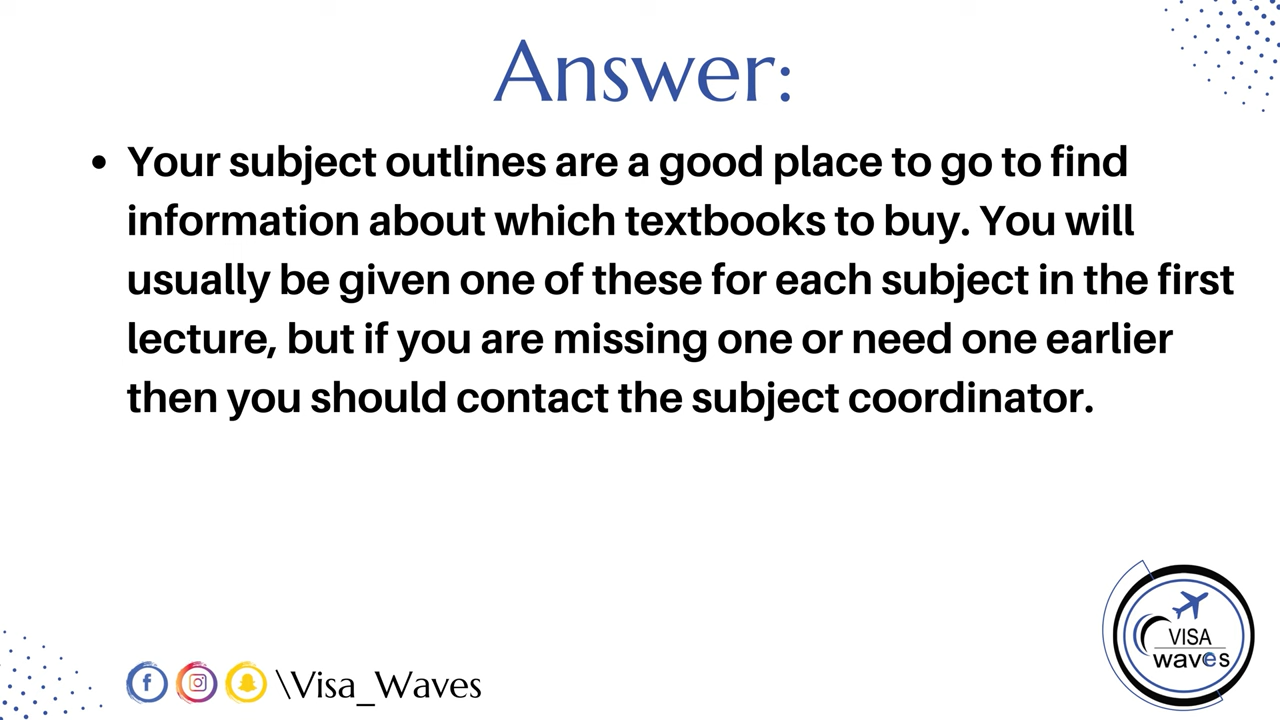 Answer:
• Your subject outlines are a good place to go to find
information about which textbooks to buy. You will
usually be given one of these for each subject in the first
lecture, but if you are missing one or need one earlier
then you should contact the subject coordinator.
\Visa_Waves
VISA
waves